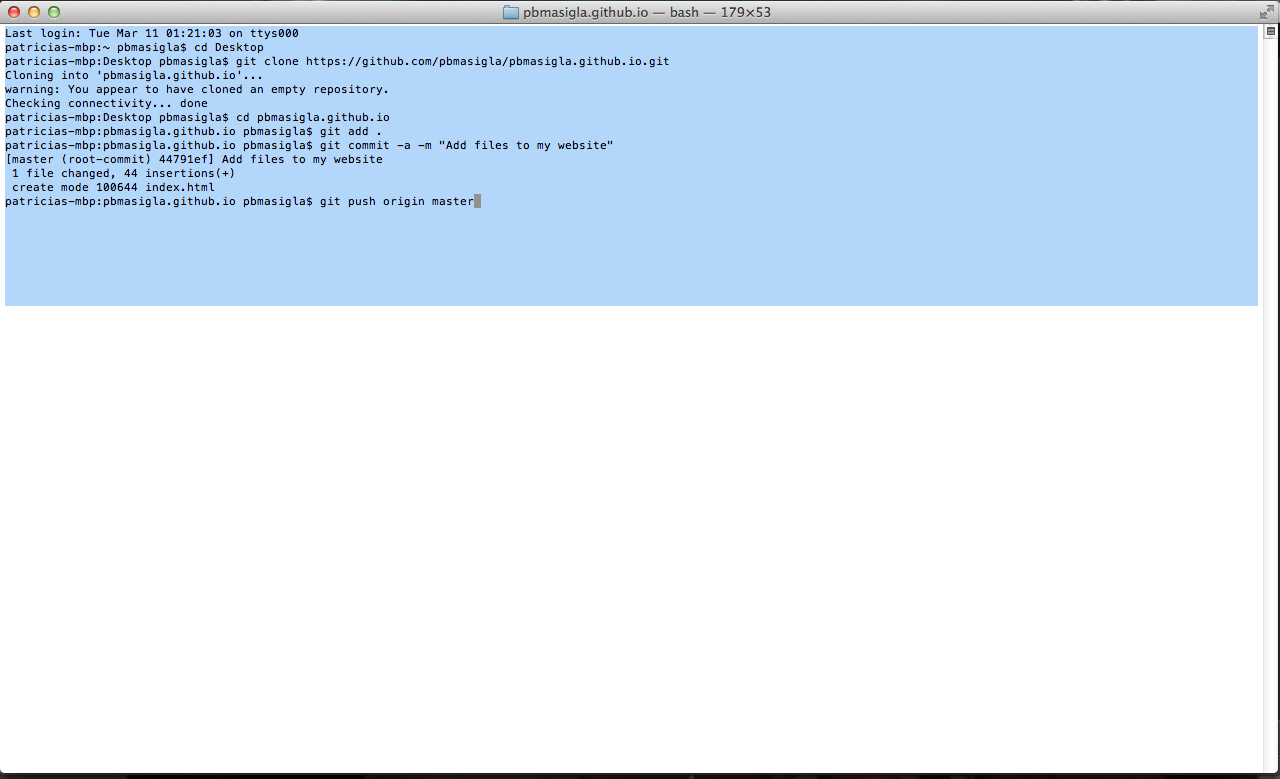 pbmasigla.github.io — bash — 179×53
Last login: Tue Mar 11 01:21:03 on ttys000
patricias-mbp:~ pbmasigla$ cd Desktop
patricias-mbp:Desktop pbmasigla$ git clone https://github.com/pbmasigla/pbmasigla.github.io.git
Cloning into 'pbmasigla.github.io'...
warning: You appear to have cloned an empty repository.
Checking connectivity... done
patricias-mbp:Desktop pbmasigla$ cd pbmasigla.github.io
patricias-mbp:pbmasigla.github.io pbmasigla$ git add .
patricias-mbp:pbmasigla.github.io pbmasigla$ git commit -a -m "Add files to my website"
[master (root-commit) 44791ef] Add files to my website
 1 file changed, 44 insertions(+)
 create mode 100644 index.html
patricias-mbp:pbmasigla.github.io pbmasigla$ git push origin master